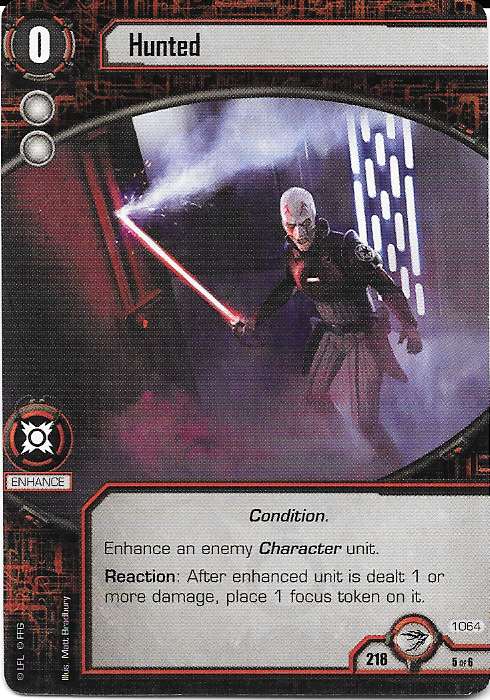 0
Hunted
ENHANCE
Condition.
Enhance an enemy Character unit.
Reaction: After enhanced unit is dealt 1 or
more damage, place 1 focus token on it.
1064
218
5 OF 6
© LFL © FFG
Illus. Matt Bradbury